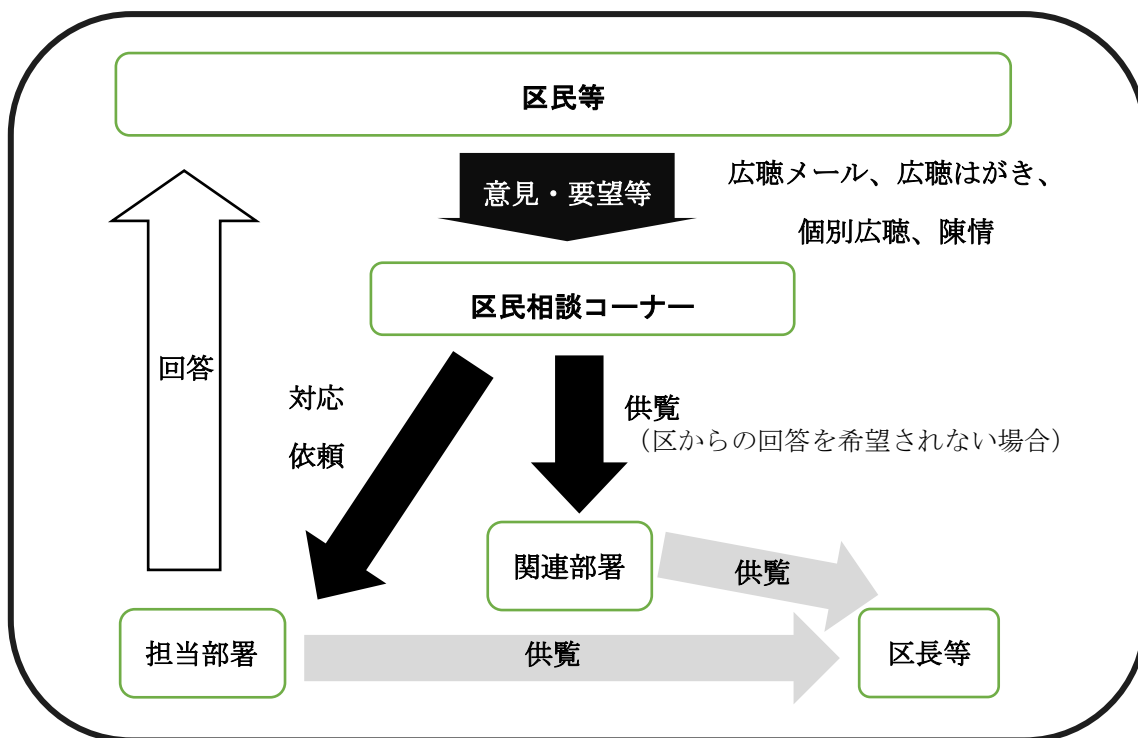 区民等
意見・要望等
広聴メール、広聴はがき、
個別広聴、陳情
区民相談コーナー
回答
対応
依頼
供覧
（区からの回答を希望されない場合）
関連部署
供覧
担当部署
供覧
区長等